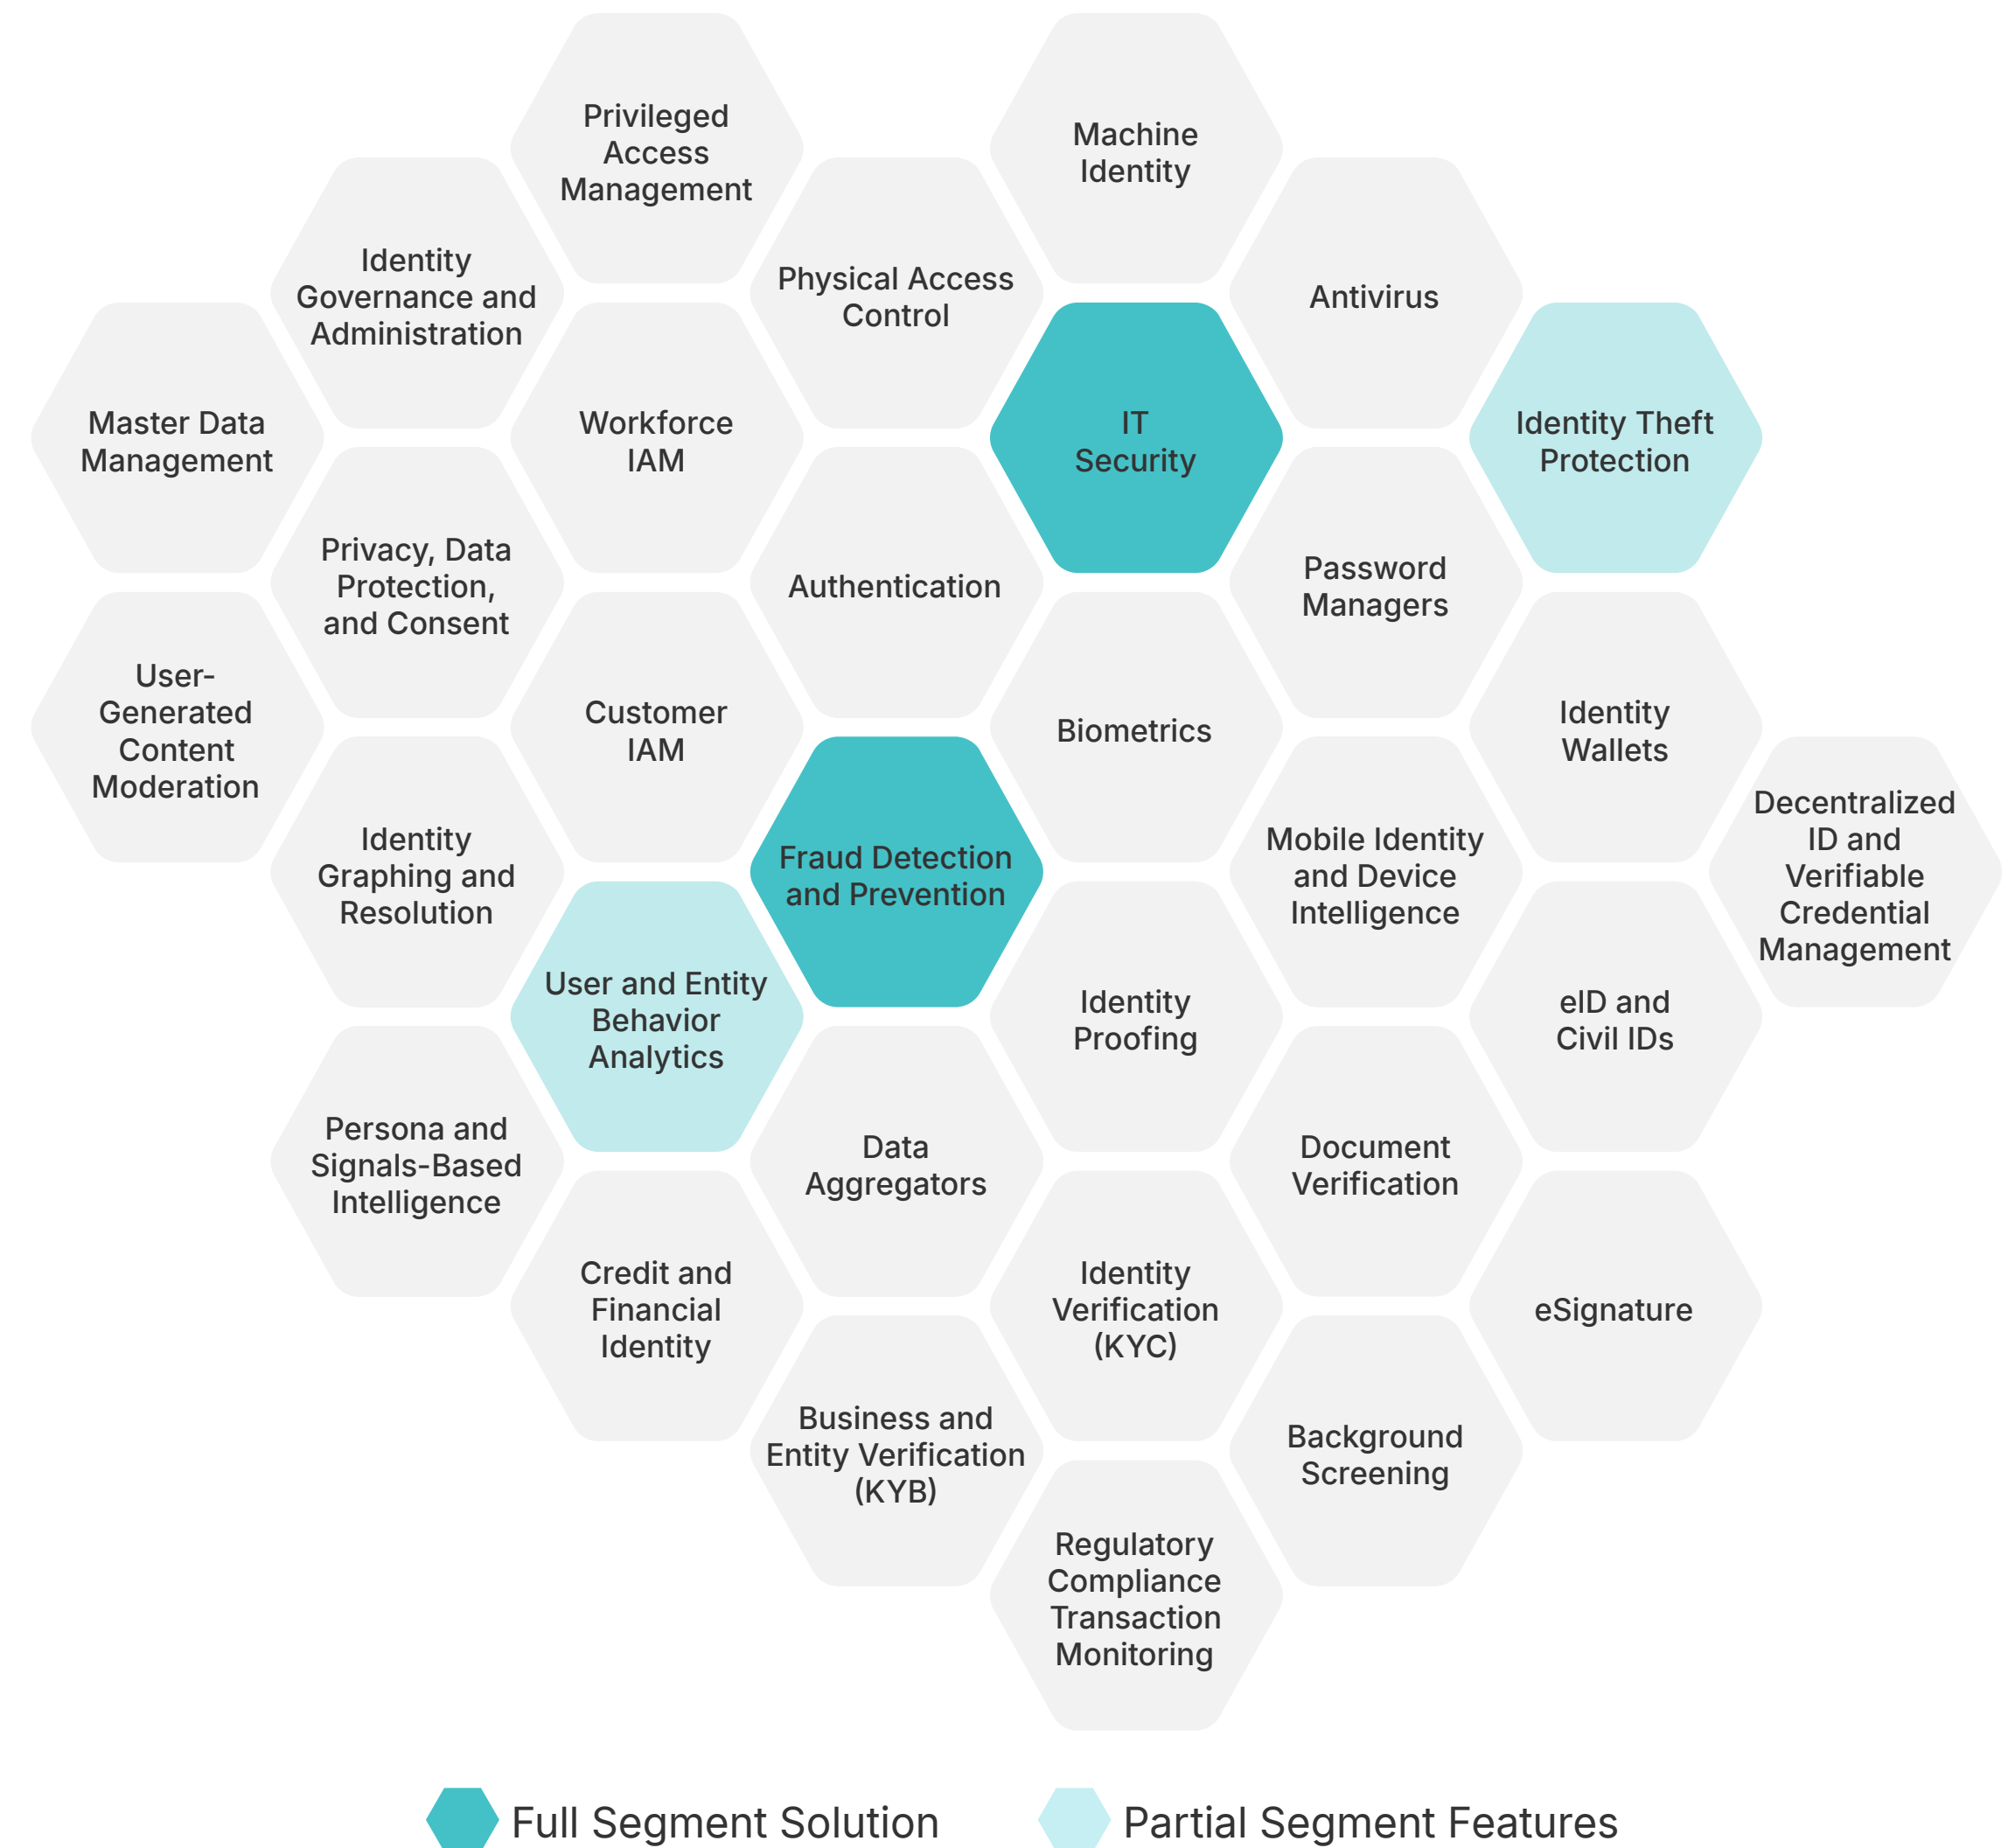 Privileged
Access
Management
Machine
Identity
Identity
Governance and
Administration
Physical Access
Control
Antivirus
Master Data
Management
Workforce
IAM
IT
Security
Identity Theft
Protection
Privacy, Data
Protection,
and Consent
Authentication
Password
Managers
User-
Generated
Content
Moderation
Customer
IAM
Biometrics
Identity
Wallets
Identity
Graphing and
Resolution
Fraud Detection
and Prevention
Mobile Identity
and Device
Intelligence
Decentralized
ID and
Verifiable
Credential
Management
User and Entity
Behavior
Analytics
Identity
Proofing
eID and
Civil IDs
Persona and
Signals-Based
Intelligence
Data
Aggregators
Document
Verification
Credit and
Financial
Identity
Identity
Verification
(KYC)
eSignature
Business and
Entity Verification
(KYB)
Background
Screening
Regulatory
Compliance
Transaction
Monitoring
Full Segment Solution
Partial Segment Features